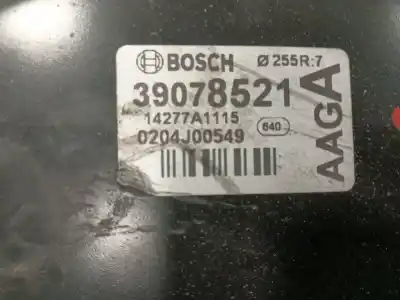 BOSCH Ø 255R:7
39078521
14277A1115
0204J00549 640
AAGA